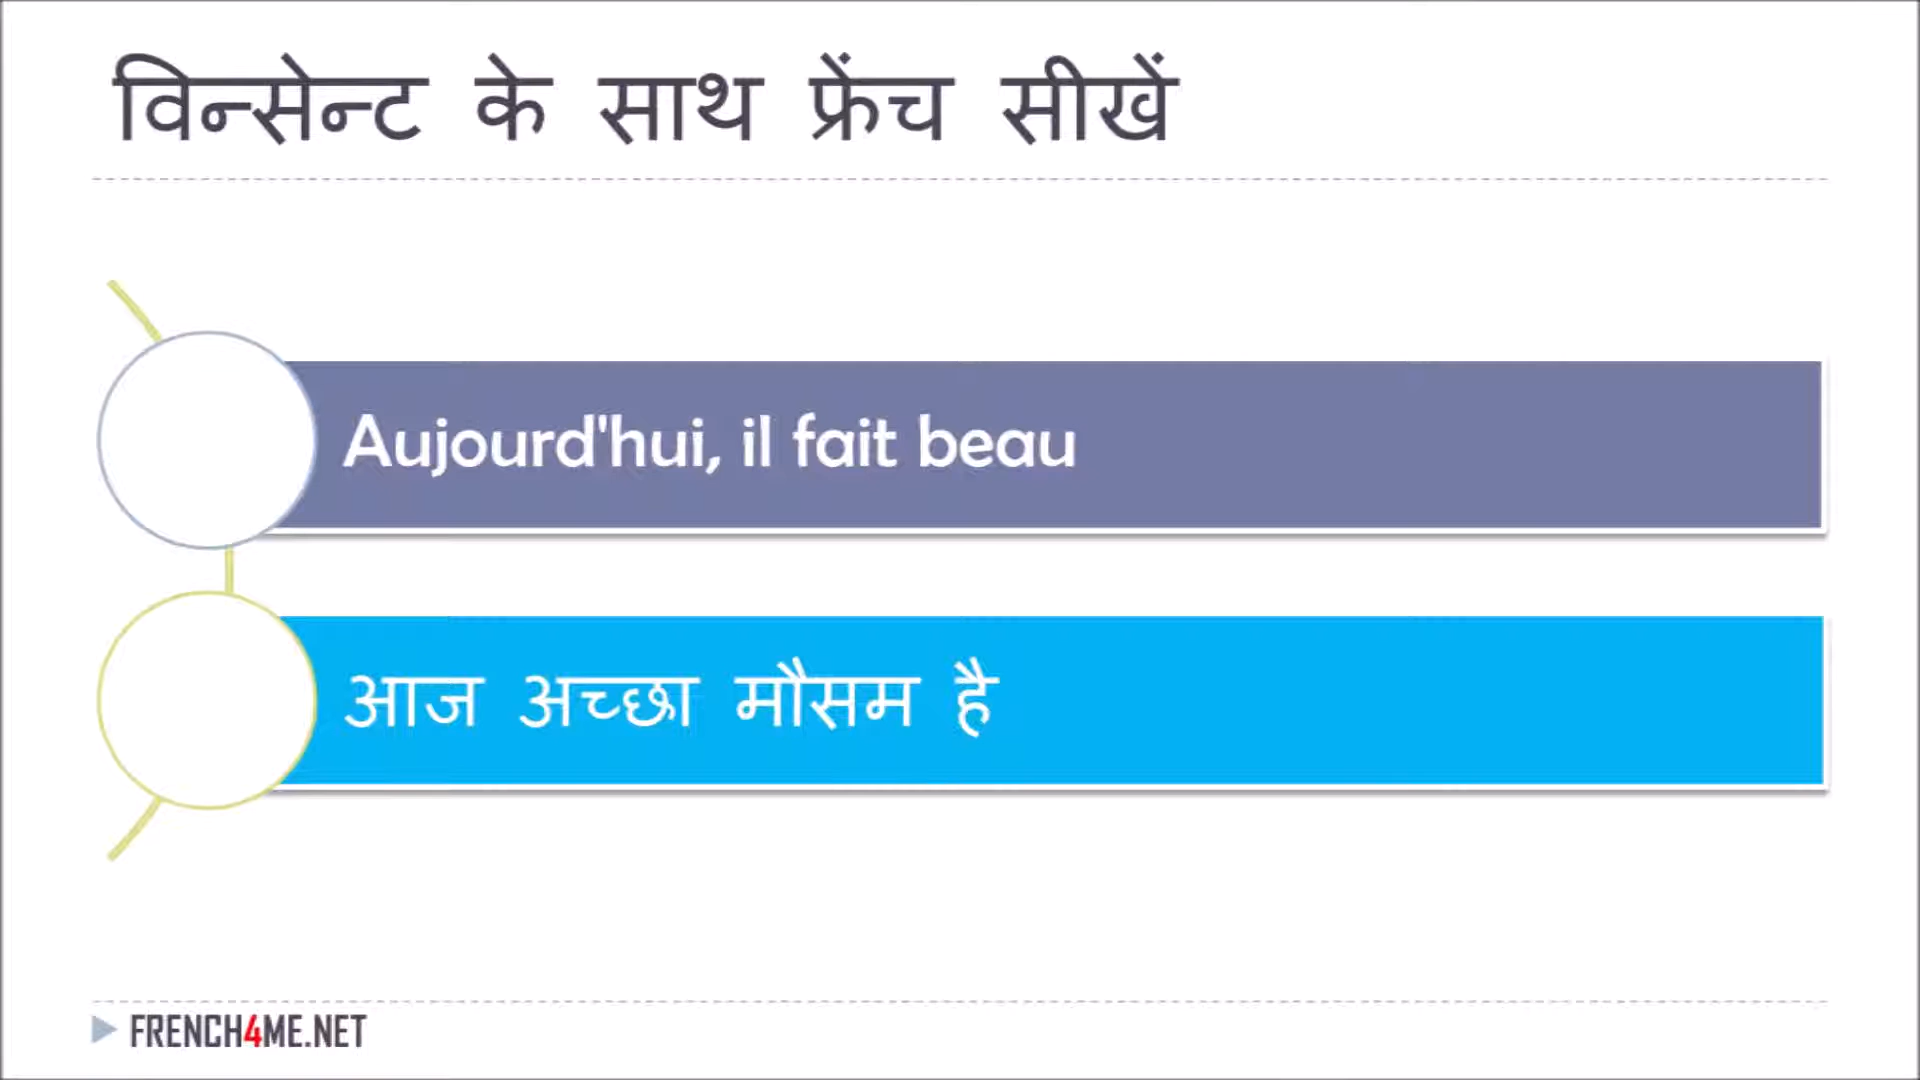 विन्सेन्ट के साथ फ्रेंच सीखें
Aujourd'hui, il fait beau
आज अच्छा मौसम है
FRENCH4ME.NET